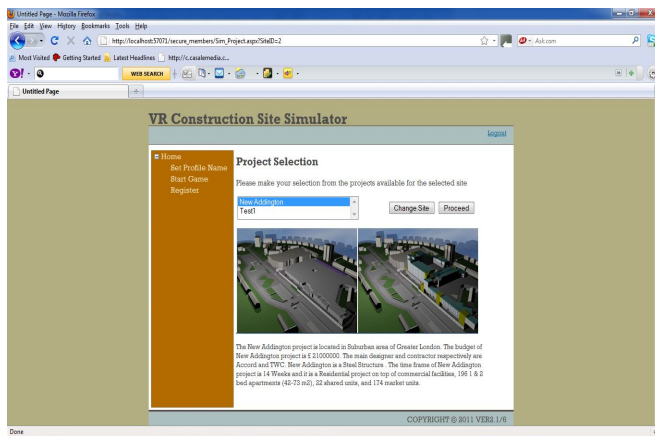 Untitled Page - Mozilla Firefox
File Edit View History Bookmarks Tools Help
http://localhost:57071/secure_members/Sim_Project.aspx?SiteID=2
Ask.com
Most Visited Getting Started Latest Headlines http://c.casalemedia.c...
WEB SEARCH
Untitled Page
VR Construction Site Simulator
Logout
Home
Set Profile Name
Start Game
Register
Project Selection
Please make your selection from the projects available for the selected site
New Addington
Test1
Change Site Proceed
The New Addington project is located in Suburban area of Greater London. The budget of
New Addington project is £ 21000000. The main designer and contractor respectively are
Accord and TWC. New Addington is a Steel Structure . The time frame of New Addington
project is 14 Weeks and it is a Residential project on top of commercial facilities, 196 1 & 2
bed apartments (42-73 m2), 22 shared units, and 174 market units.
COPYRIGHT © 2011 VER2.1/6
Done